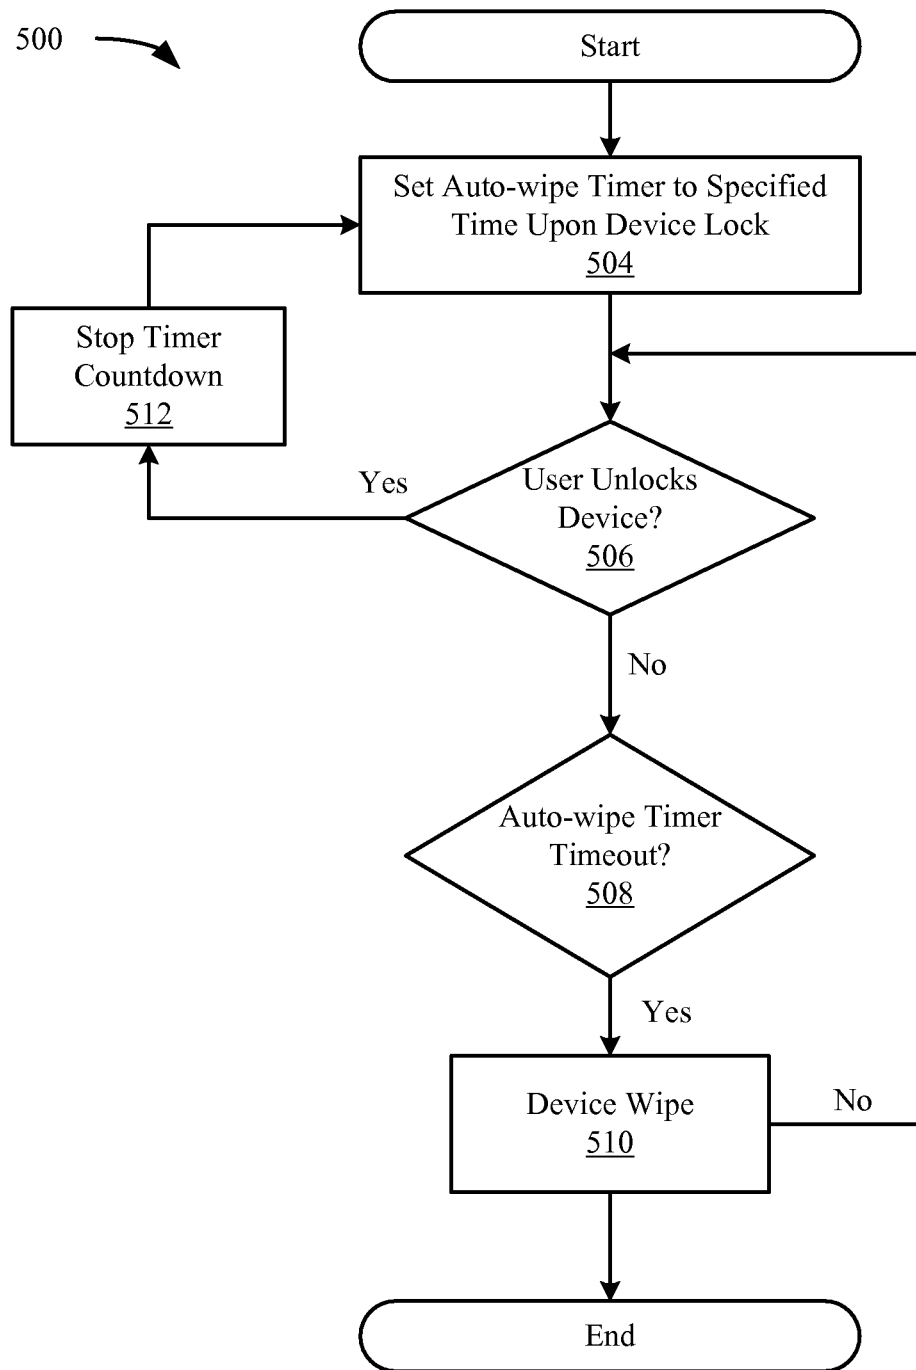 500
Start
Set Auto-wipe Timer to Specified
Time Upon Device Lock
504
Stop Timer
Countdown
512
Yes
User Unlocks
Device?
506
No
Auto-wipe Timer
Timeout?
508
Yes
Device Wipe
510
No
End